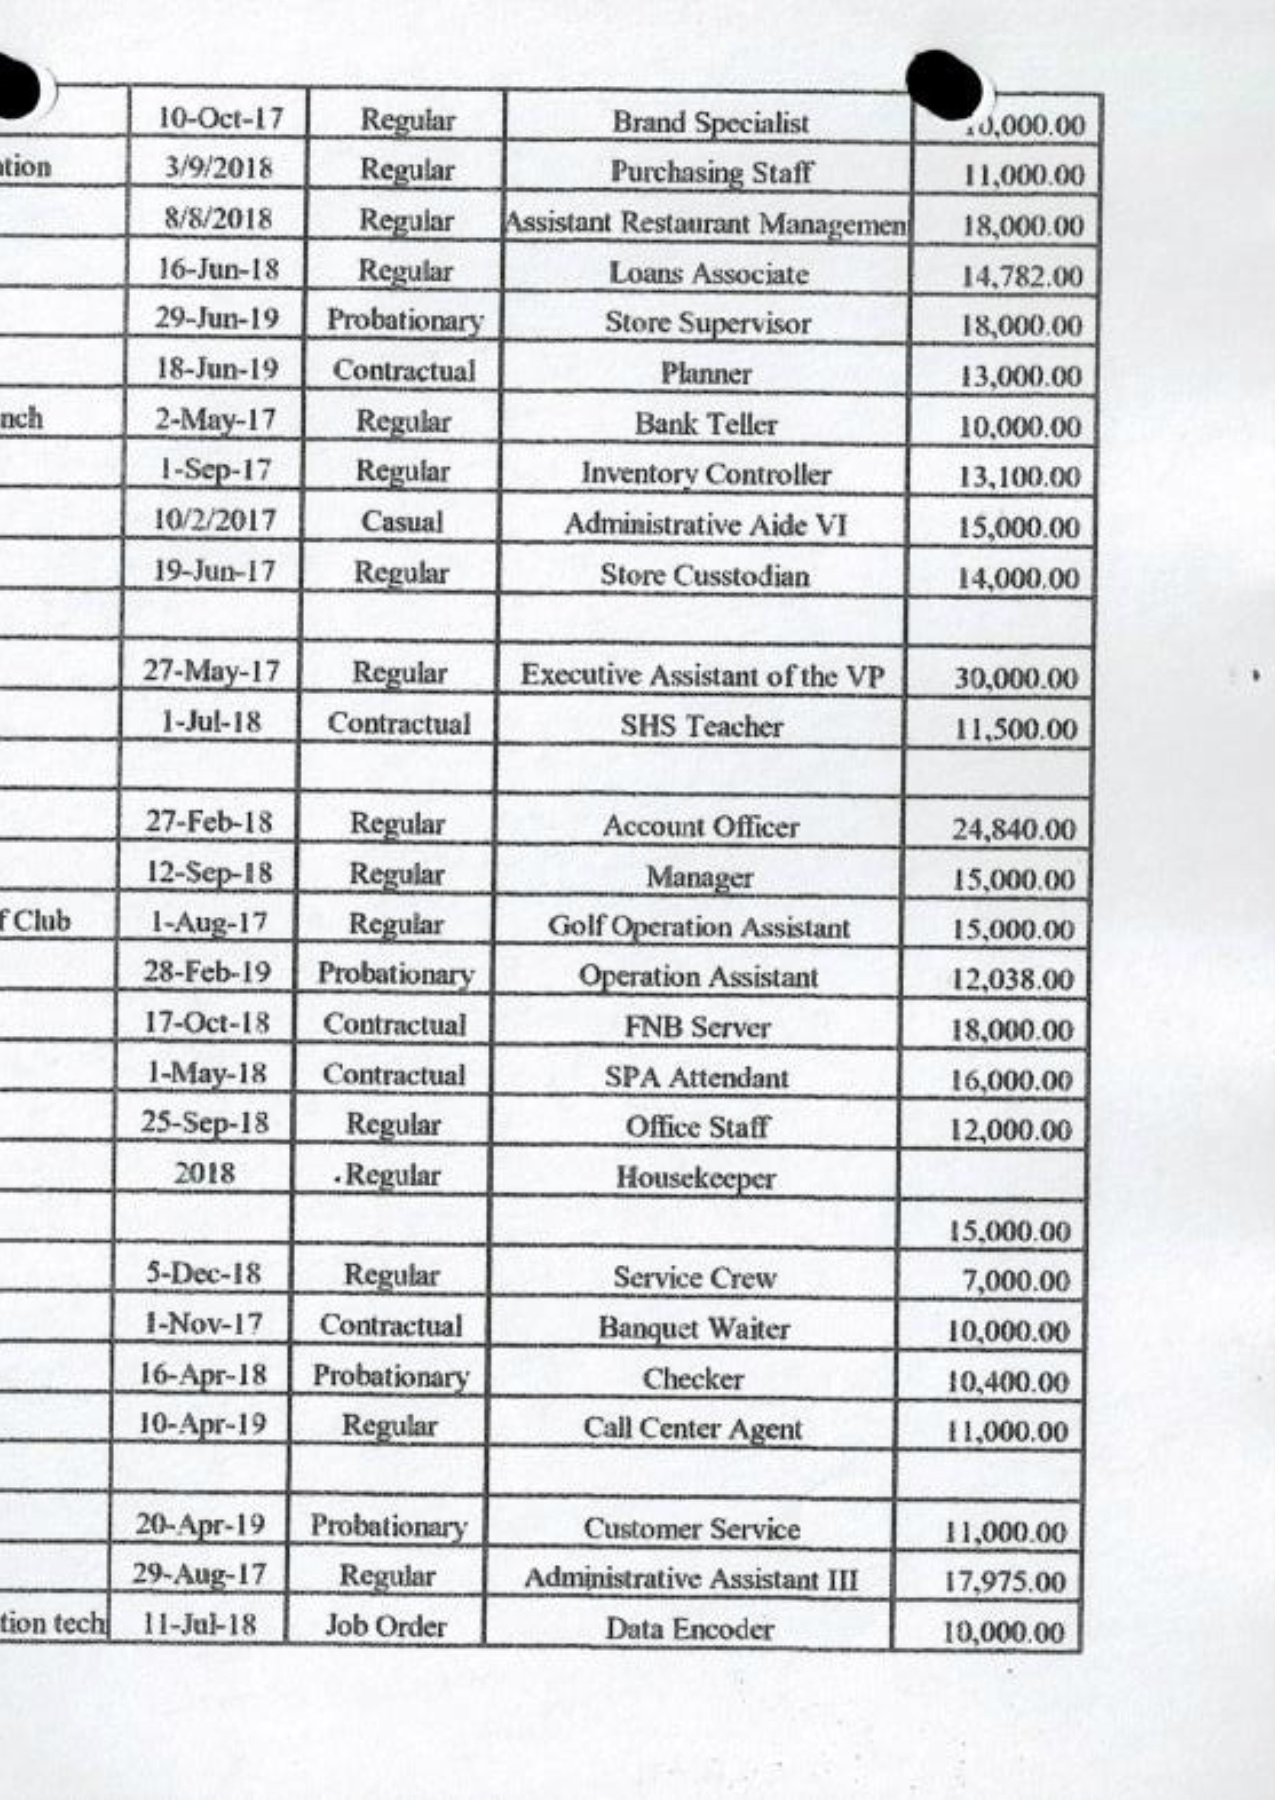 10-Oct-17 Regular Brand Specialist 0,000.00
ation 3/9/2018 Regular Purchasing Staff 11,000.00
8/8/2018 Regular Assistant Restaurant Managemen 18,000.00
16-Jun-18 Regular Loans Associate 14,782.00
29-Jun-19 Probationary Store Supervisor 18,000.00
18-Jun-19 Contractual Planner 13,000.00
nch 2-May-17 Regular Bank Teller 10,000.00
1-Sep-17 Regular Inventory Controller 13,100.00
10/2/2017 Casual Administrative Aide VI 15,000.00
19-Jun-17 Regular Store Cusstodian 14,000.00
27-May-17 Regular Executive Assistant of the VP 30,000.00
1-Jul-18 Contractual SHS Teacher 11,500.00
27-Feb-18 Regular Account Officer 24,840.00
12-Sep-18 Regular Manager 15,000.00
f Club 1-Aug-17 Regular Golf Operation Assistant 15,000.00
28-Feb-19 Probationary Operation Assistant 12,038.00
17-Oct-18 Contractual FNB Server 18,000.00
1-May-18 Contractual SPA Attendant 16,000.00
25-Sep-18 Regular Office Staff 12,000.00
2018 Regular Housekeeper
15,000.00
5-Dec-18 Regular Service Crew 7,000.00
1-Nov-17 Contractual Banquet Waiter 10,000.00
16-Apr-18 Probationary Checker 10,400.00
10-Apr-19 Regular Call Center Agent 11,000.00
20-Apr-19 Probationary Customer Service 11,000.00
29-Aug-17 Regular Administrative Assistant III 17,975.00
tion tech 11-Jul-18 Job Order Data Encoder 10,000.00